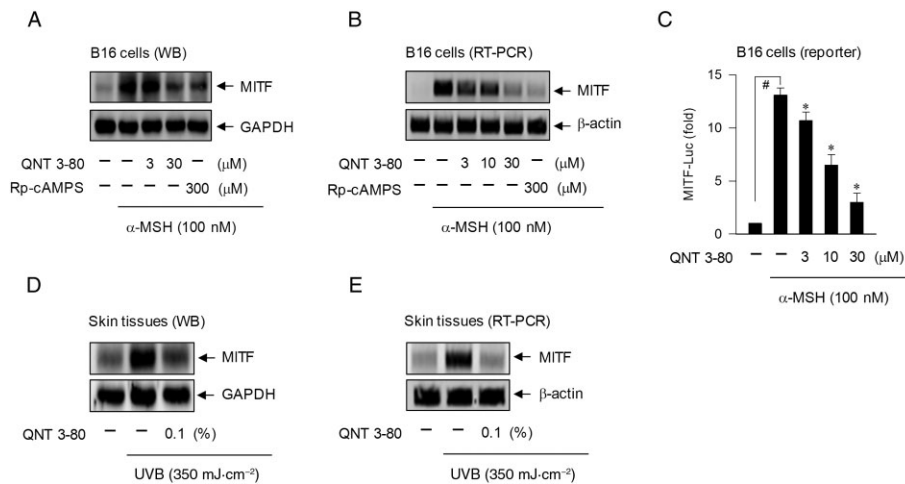 A
B16 cells (WB)
MITF
GAPDH
QNT 3-80 – – 3 30 – (μM)
Rp-cAMPS – – – – 300 (μM)
α-MSH (100 nM)
B
B16 cells (RT-PCR)
MITF
β-actin
QNT 3-80 – – 3 10 30 – (μM)
Rp-cAMPS – – – – – 300 (μM)
α-MSH (100 nM)
C
B16 cells (reporter)
MITF-Luc (fold)
15
10
5
0
#
*
*
*
QNT 3-80 – – 3 10 30 (μM)
α-MSH (100 nM)
D
Skin tissues (WB)
MITF
GAPDH
QNT 3-80 – – 0.1 (%)
UVB (350 mJ·cm⁻²)
E
Skin tissues (RT-PCR)
MITF
β-actin
QNT 3-80 – – 0.1 (%)
UVB (350 mJ·cm⁻²)